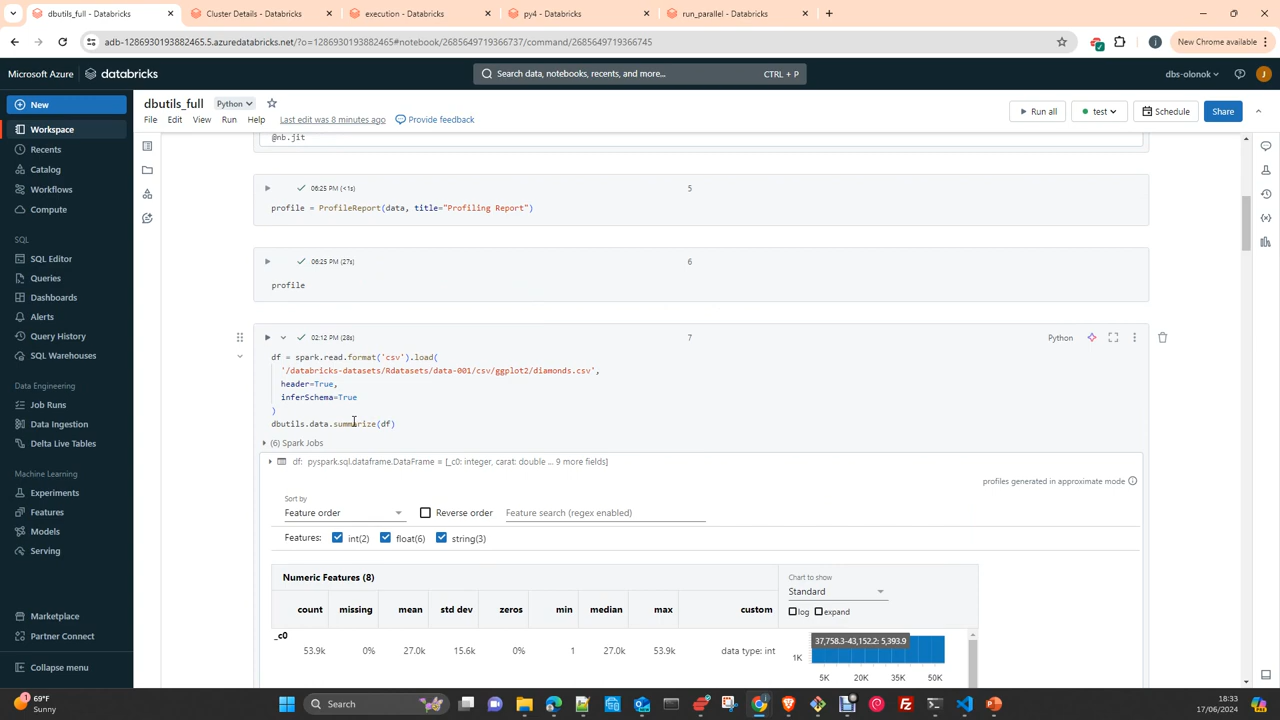 dbutils_full - Databricks
Cluster Details - Databricks
execution - Databricks
py4 - Databricks
run_parallel - Databricks
adb-1286930193882465.5.azuredatabricks.net/?o=1286930193882465#notebook/2685649719366737/command/2685649719366745
New Chrome available
Microsoft Azure
databricks
Search data, notebooks, recents, and more...
CTRL + P
dbs-olonok
J
New
Workspace
Recents
Catalog
Workflows
Compute
SQL
SQL Editor
Queries
Dashboards
Alerts
Query History
SQL Warehouses
Data Engineering
Job Runs
Data Ingestion
Delta Live Tables
Machine Learning
Experiments
Features
Models
Serving
Marketplace
Partner Connect
Collapse menu
dbutils_full
Python
File
Edit
View
Run
Help
Last edit was 8 minutes ago
Provide feedback
Run all
test
Schedule
Share
@nb.jit
06:25 PM (<1s)
5
profile = ProfileReport(data, title="Profiling Report")
06:25 PM (27s)
6
profile
02:12 PM (28s)
7
Python
df = spark.read.format('csv').load(
'/databricks-datasets/Rdatasets/data-001/csv/ggplot2/diamonds.csv',
header=True,
inferSchema=True
)
dbutils.data.summarize(df)
(6) Spark Jobs
df: pyspark.sql.dataframe.DataFrame = [_c0: integer, carat: double ... 9 more fields]
profiles generated in approximate mode
Sort by
Feature order
Reverse order
Feature search (regex enabled)
Features:
int(2)
float(6)
string(3)
Numeric Features (8)
Chart to show
Standard
count
missing
mean
std dev
zeros
min
median
max
custom
log
expand
_c0
53.9k
0%
27.0k
15.6k
0%
1
27.0k
53.9k
data type: int
37,758.3-43,152.2: 5,393.9
1K
5K
20K
35K
50K
69°F
Sunny
Search
18:33
17/06/2024